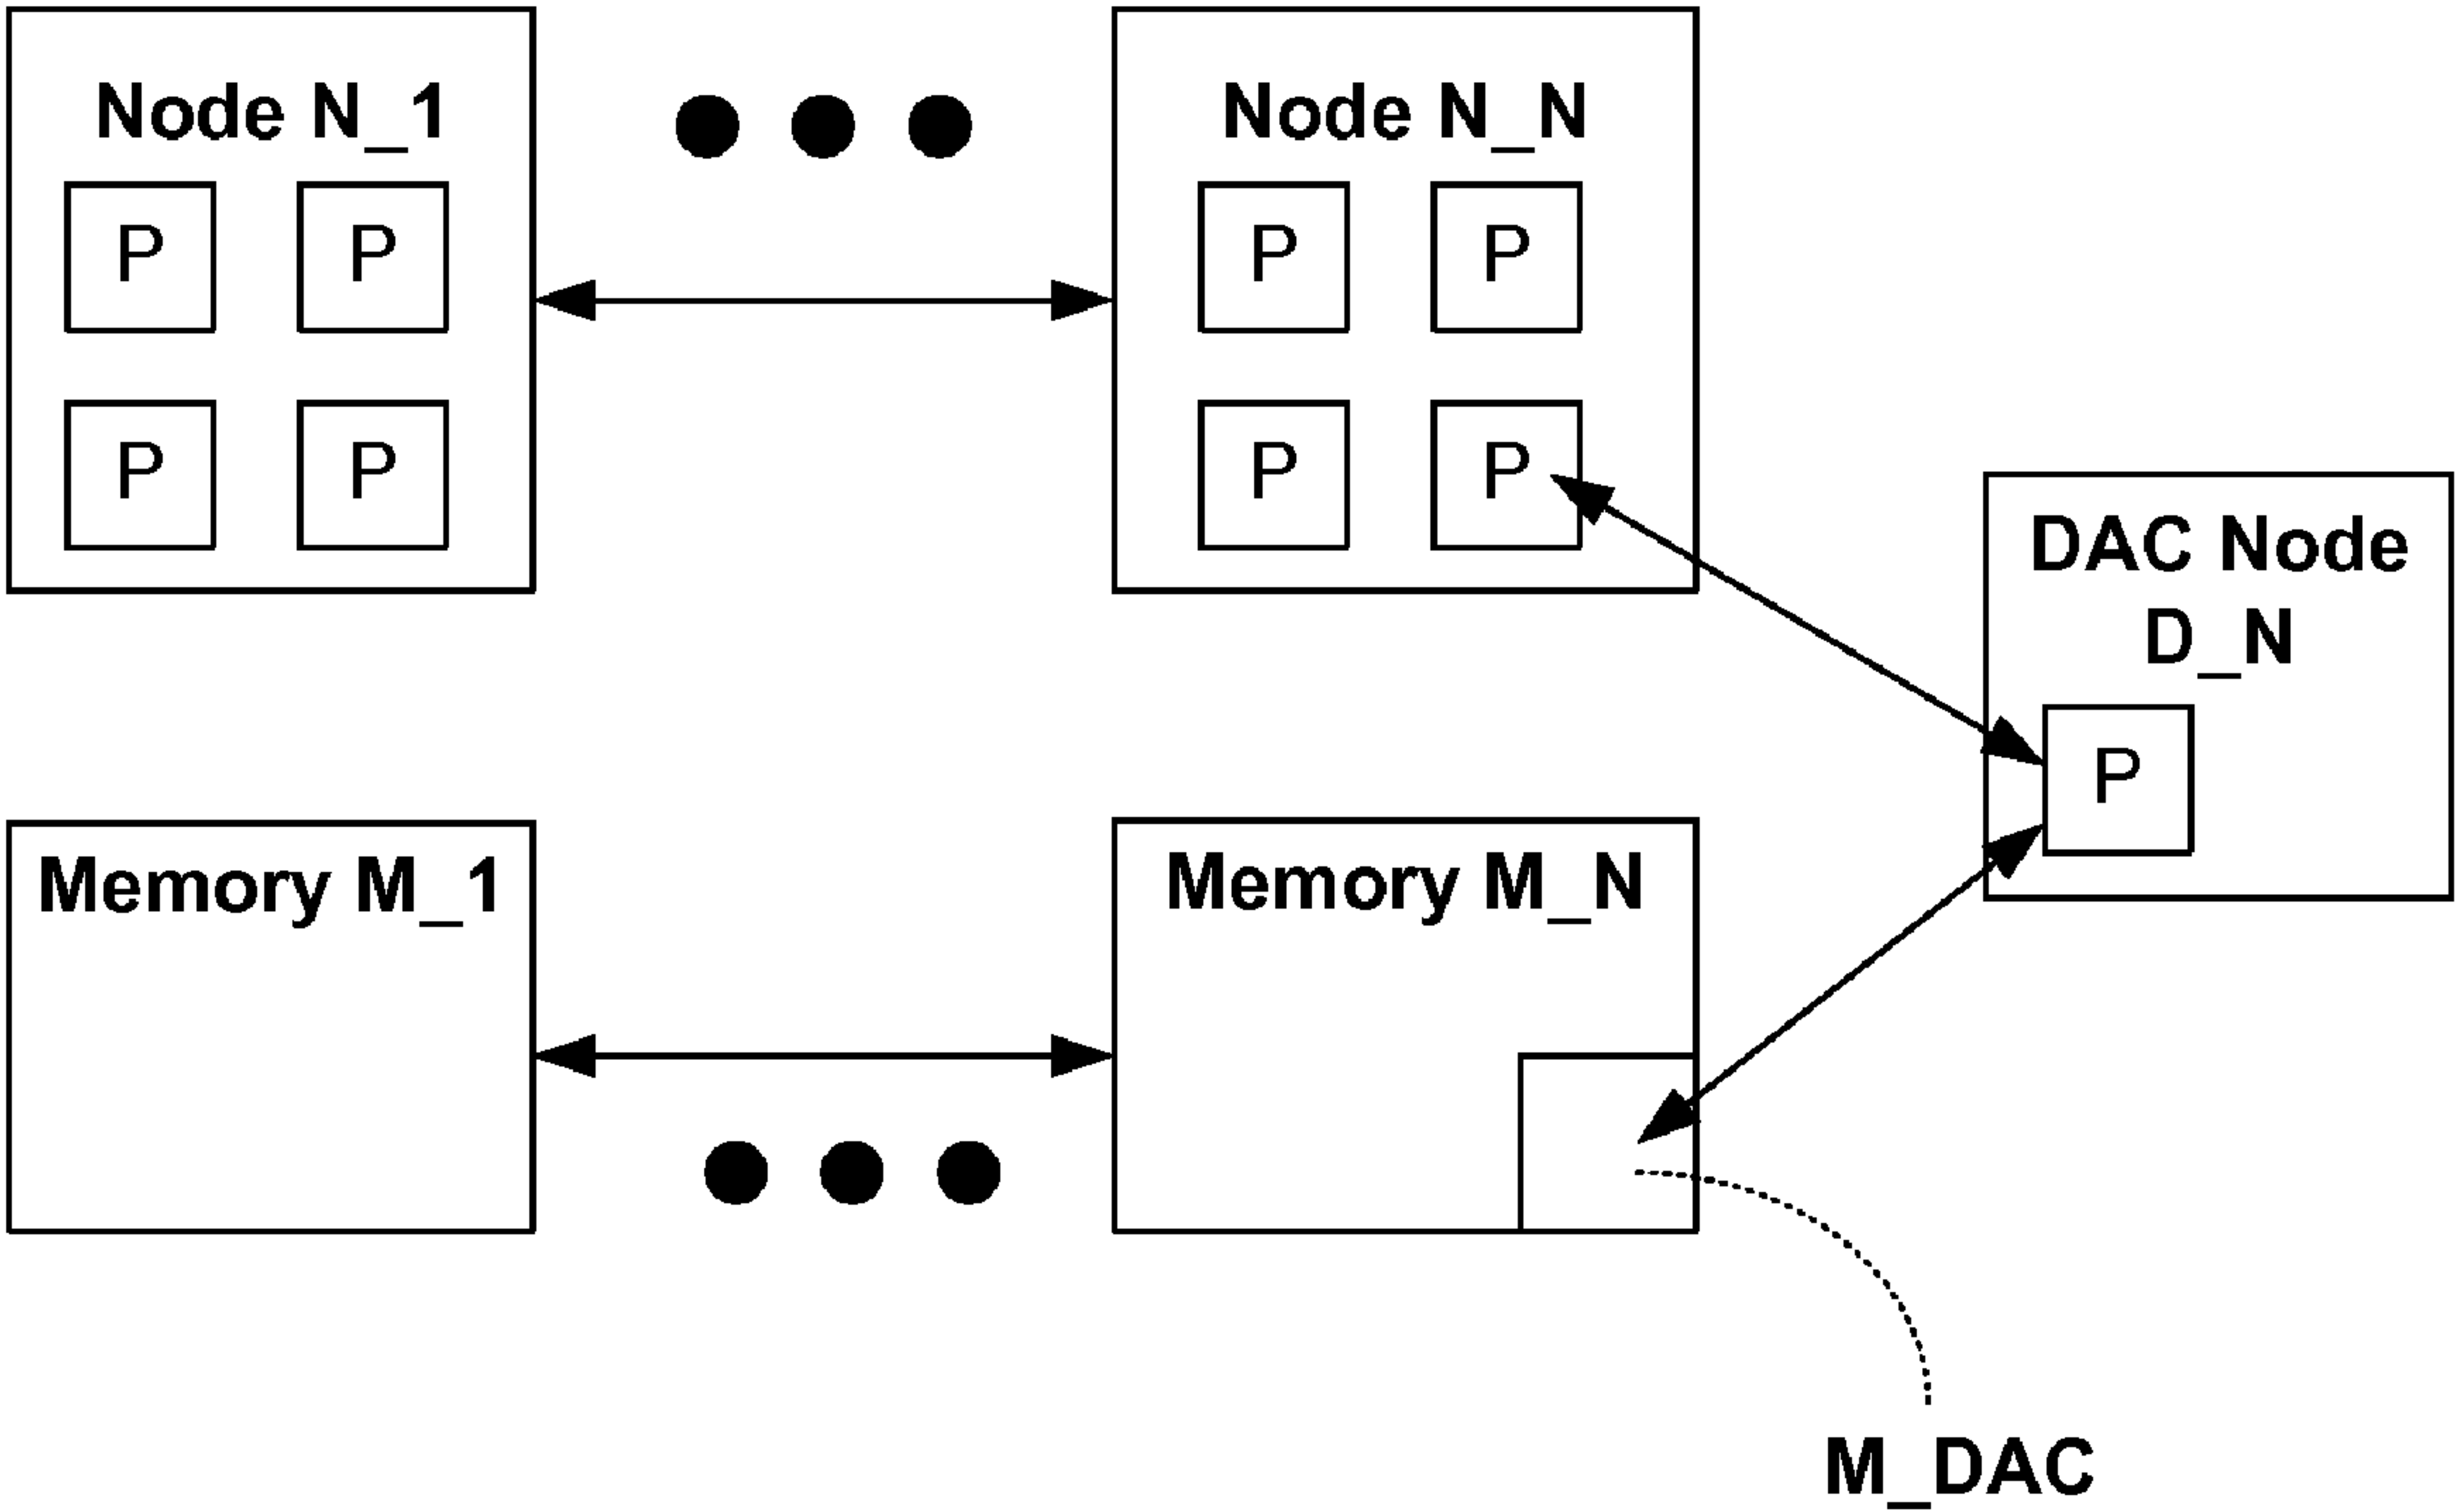 Node N_1
Node N_N
P P
P P
P P
P P
DAC Node
D_N
P
Memory M_1
Memory M_N
M_DAC